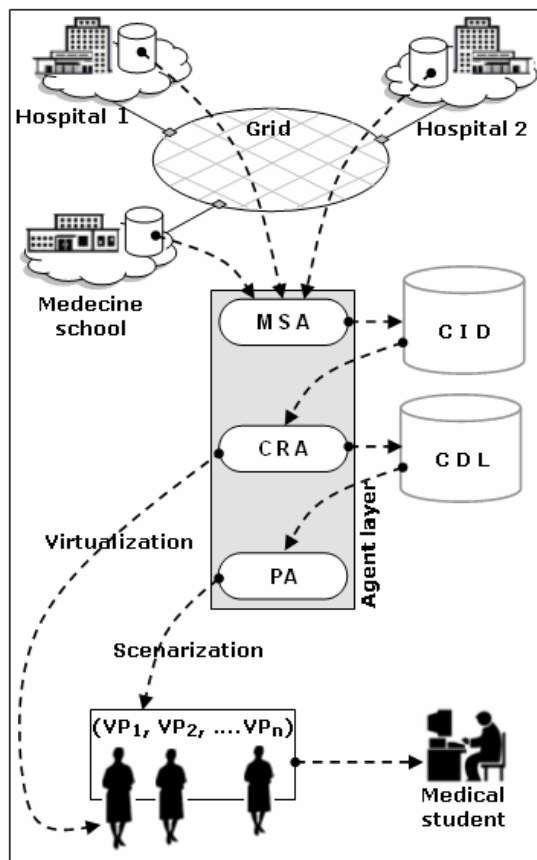 Hospital 1
Grid
Hospital 2
Medecine
school
MSA
CID
CRA
CDL
Virtualization
PA
Agent layer
Scenarization
(VP1, VP2, ....VPn)
Medical
student